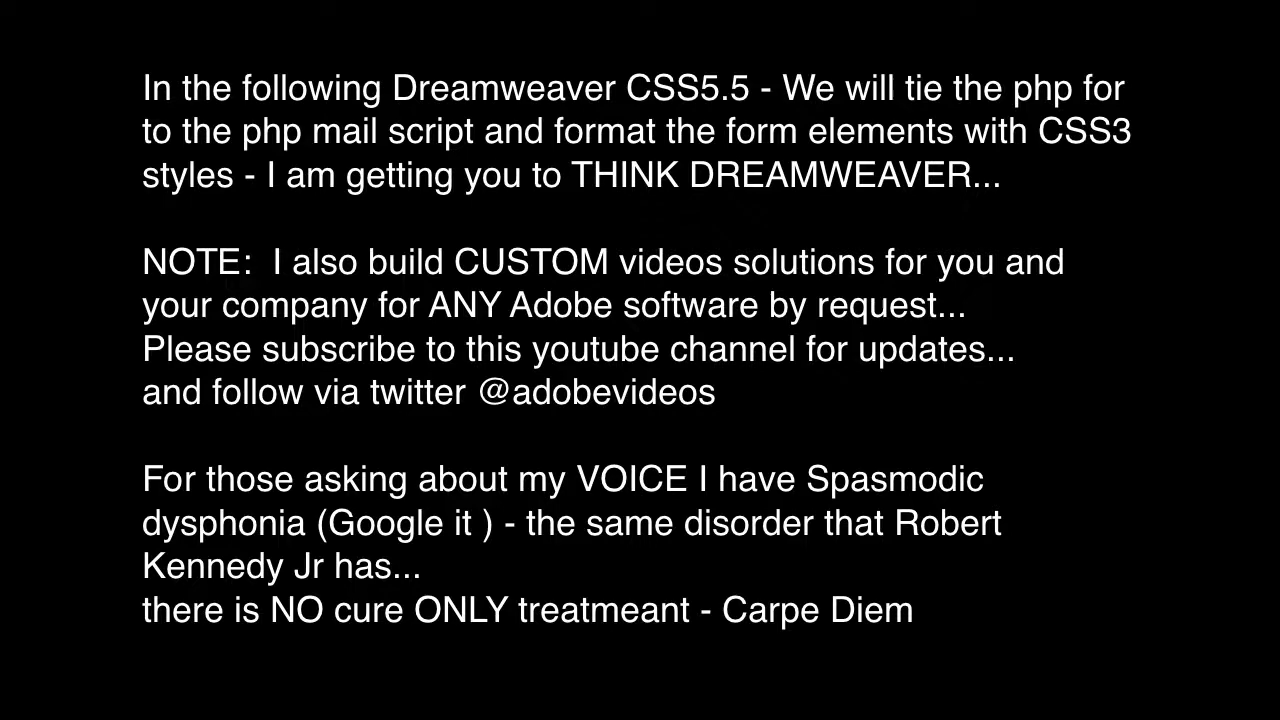 In the following Dreamweaver CSS5.5 - We will tie the php for
to the php mail script and format the form elements with CSS3
styles - I am getting you to THINK DREAMWEAVER...
NOTE:  I also build CUSTOM videos solutions for you and
your company for ANY Adobe software by request...
Please subscribe to this youtube channel for updates...
and follow via twitter @adobevideos
For those asking about my VOICE I have Spasmodic
dysphonia (Google it ) - the same disorder that Robert
Kennedy Jr has...
there is NO cure ONLY treatmeant - Carpe Diem